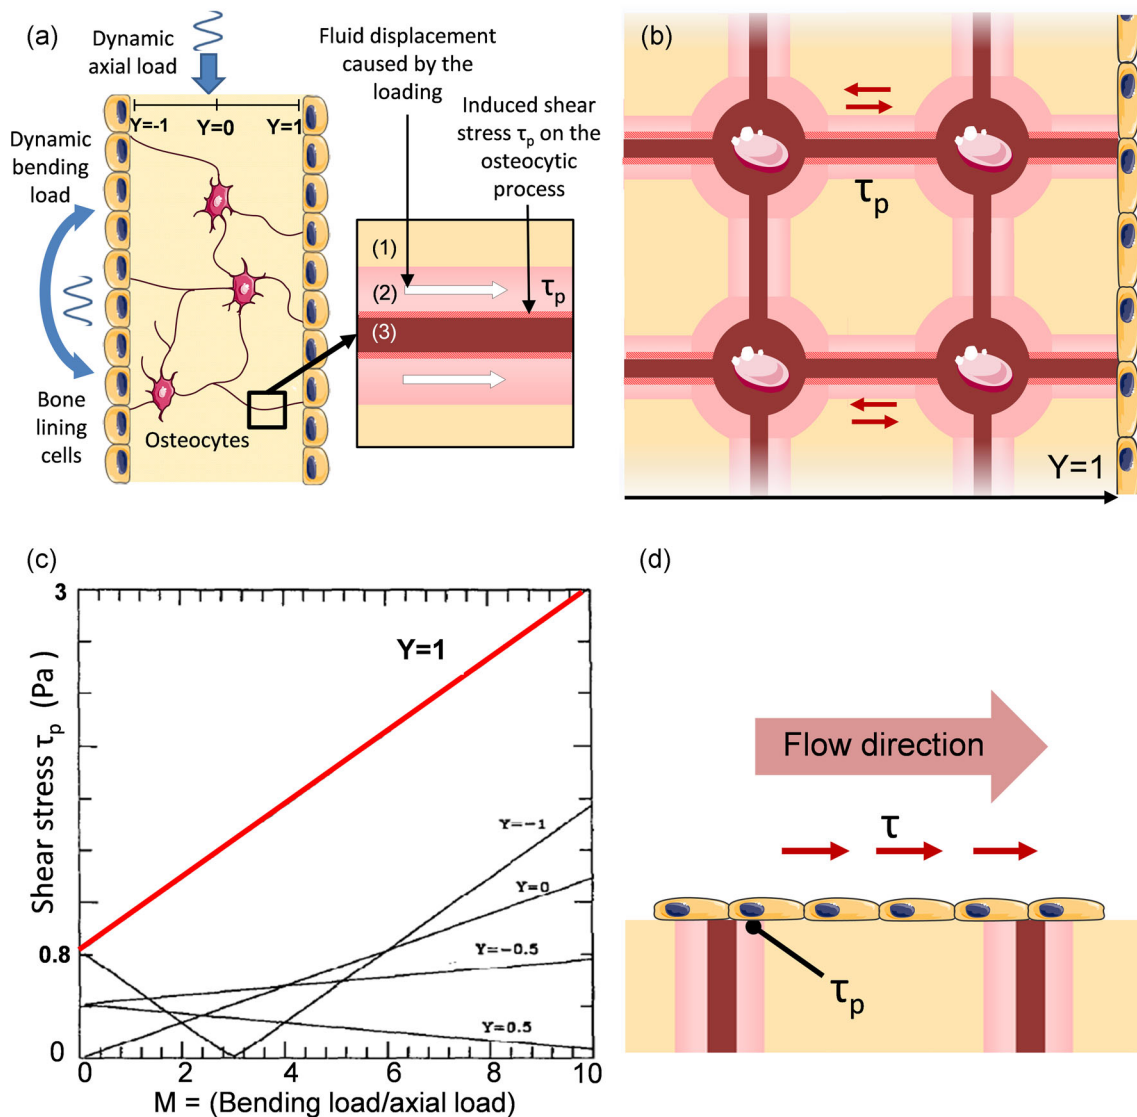 (a)
Dynamic
axial load
Y=-1 Y=0 Y=1
Dynamic
bending
load
Bone
lining
cells
Osteocytes
Fluid displacement
caused by the
loading
Induced shear
stress τp on the
osteocytic
process
(1)
(2)
(3)
τp
(b)
τp
Y=1
(c)
Shear stress τp (Pa)
3
0.8
0
Y=1
Y=-1
Y=0
Y=-0.5
Y=0.5
0 2 4 6 8 10
M = (Bending load/axial load)
(d)
Flow direction
τ
τp